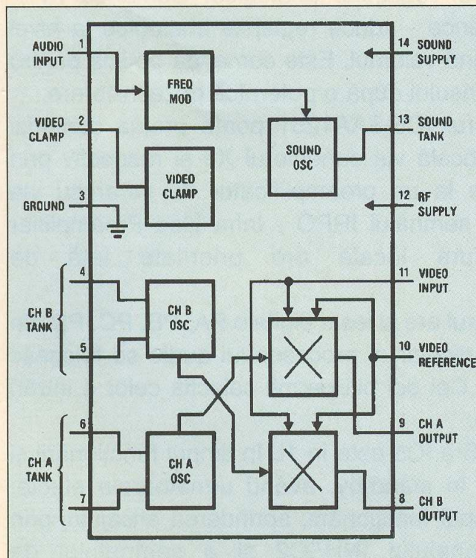 AUDIO INPUT 1
VIDEO CLAMP 2
GROUND 3
CH B TANK 4 5
CH A TANK 6 7
FREQ MOD
VIDEO CLAMP
CH B OSC
CH A OSC
SOUND OSC
14 SOUND SUPPLY
13 SOUND TANK
12 RF SUPPLY
11 VIDEO INPUT
10 VIDEO REFERENCE
9 CH A OUTPUT
8 CH B OUTPUT